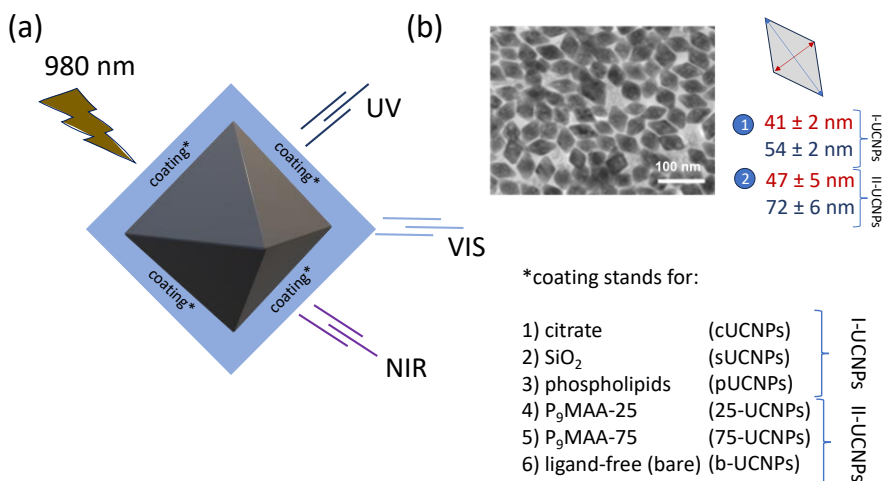 (a)
980 nm
coating*
coating*
coating*
coating*
UV
VIS
NIR
(b)
100 nm
1 41 ± 2 nm
54 ± 2 nm
I-UCNPs
2 47 ± 5 nm
72 ± 6 nm
II-UCNPs
*coating stands for:
1) citrate (cUCNPs)
2) SiO₂ (sUCNPs)
3) phospholipids (pUCNPs)
I-UCNPs
4) P₉MAA-25 (25-UCNPs)
5) P₉MAA-75 (75-UCNPs)
6) ligand-free (bare) (b-UCNPs)
II-UCNPs